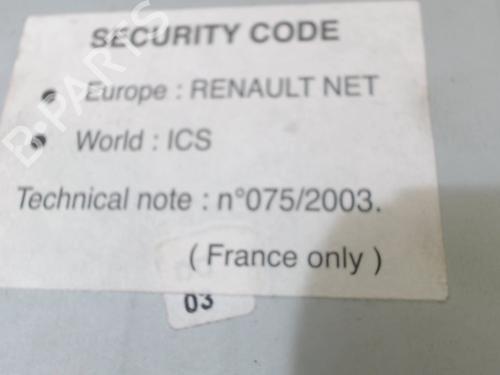 SECURITY CODE
Europe : RENAULT NET
World : ICS
Technical note : n°075/2003.
( France only )
03
B-PARTS